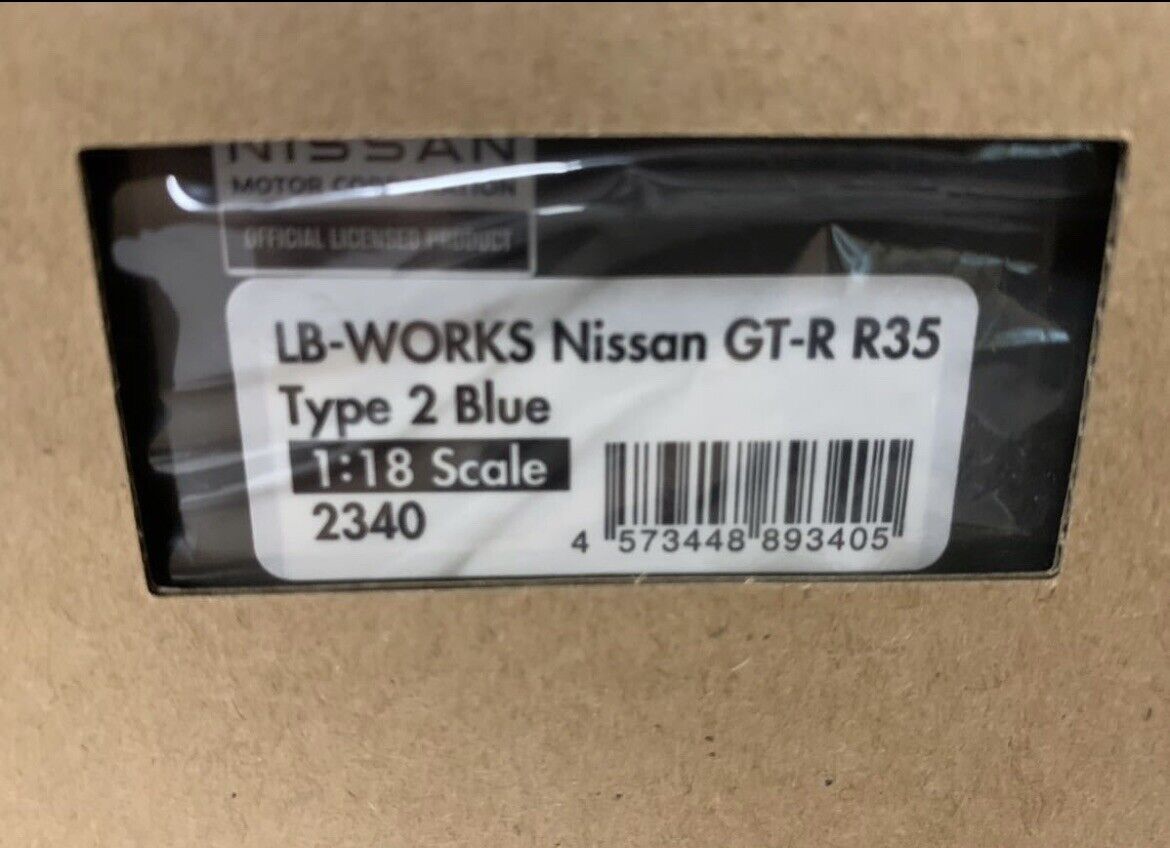 NISSAN
MOTOR CORPORATION
OFFICIAL LICENSED PRODUCT
LB-WORKS Nissan GT-R R35
Type 2 Blue
1:18 Scale
2340
4 573448 893405